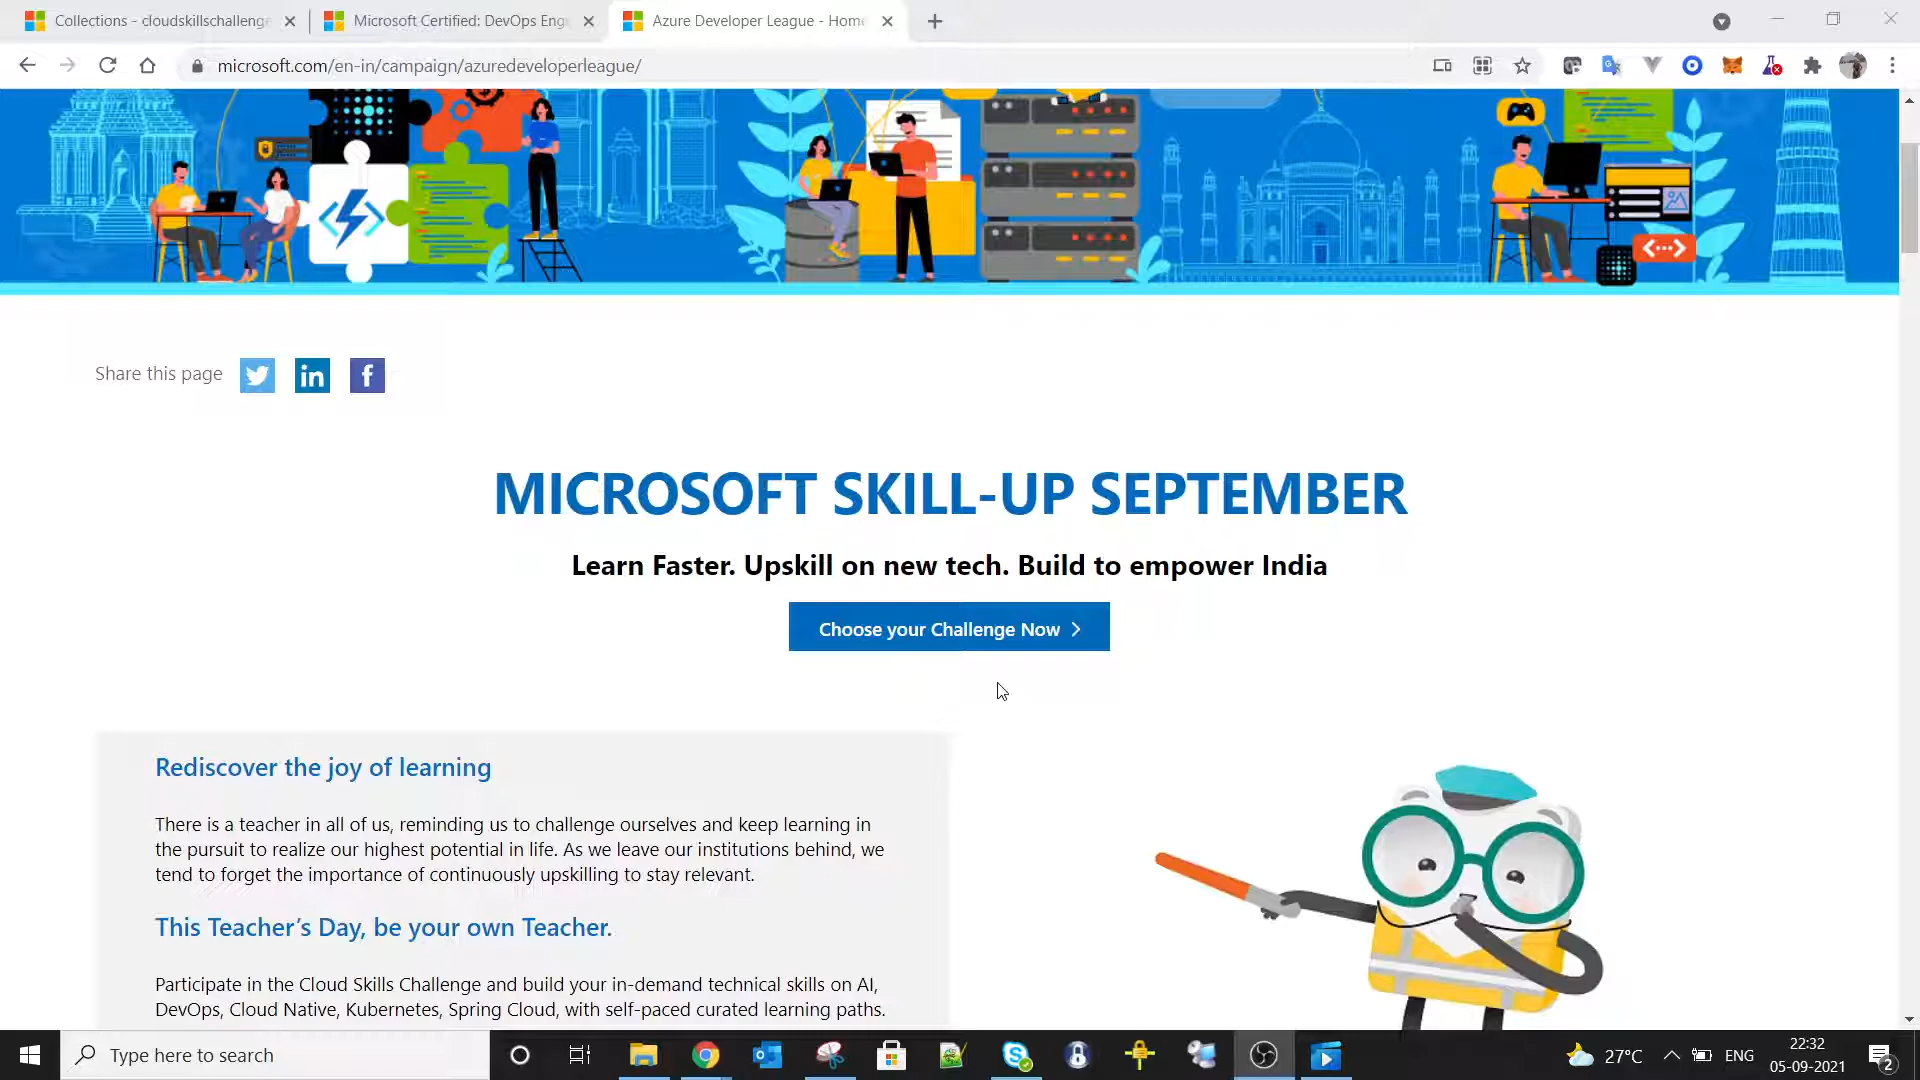 Collections - cloudskillschallenge
Microsoft Certified: DevOps Eng
Azure Developer League - Hom
microsoft.com/en-in/campaign/azuredeveloperleague/
Share this page
MICROSOFT SKILL-UP SEPTEMBER
Learn Faster. Upskill on new tech. Build to empower India
Choose your Challenge Now
Rediscover the joy of learning
There is a teacher in all of us, reminding us to challenge ourselves and keep learning in
the pursuit to realize our highest potential in life. As we leave our institutions behind, we
tend to forget the importance of continuously upskilling to stay relevant.
This Teacher’s Day, be your own Teacher.
Participate in the Cloud Skills Challenge and build your in-demand technical skills on AI,
DevOps, Cloud Native, Kubernetes, Spring Cloud, with self-paced curated learning paths.
Type here to search
27°C
ENG
22:32
05-09-2021
2